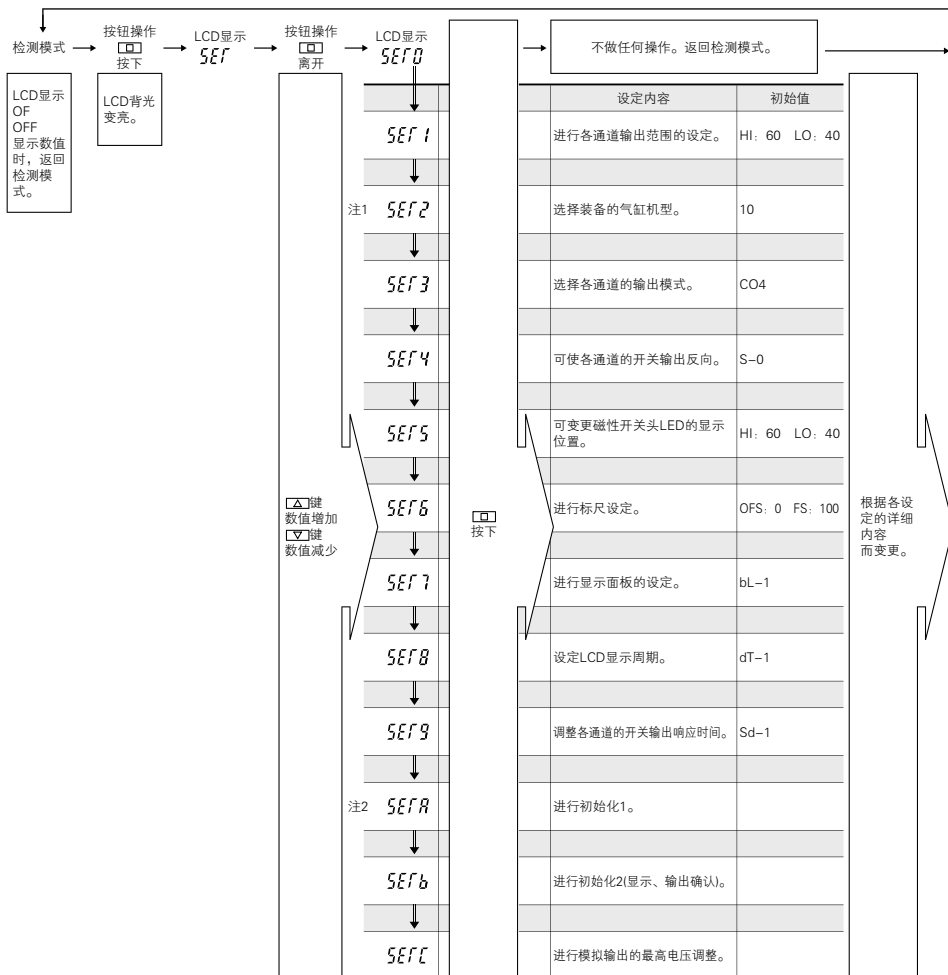 检测模式
按钮操作
按下
LCD显示
SET
按钮操作
离开
LCD显示
SET0
不做任何操作。返回检测模式。
LCD显示
OF
OFF
显示数值
时，返回
检测模
式。
LCD背光
变亮。
设定内容 初始值
SET1 进行各通道输出范围的设定。 HI：60 LO：40
注1 SET2 选择装备的气缸机型。 10
SET3 选择各通道的输出模式。 CO4
SET4 可使各通道的开关输出反向。 S–0
SET5 可变更磁性开关头LED的显示
位置。 HI：60 LO：40
SET6 进行标尺设定。 OFS：0 FS：100
SET7 进行显示面板的设定。 bL–1
SET8 设定LCD显示周期。 dT–1
SET9 调整各通道的开关输出响应时间。 Sd–1
注2 SETA 进行初始化1。
SETb 进行初始化2(显示、输出确认)。
SETC 进行模拟输出的最高电压调整。
键
数值增加
键
数值减少
按下
根据各设
定的详细
内容
而变更。